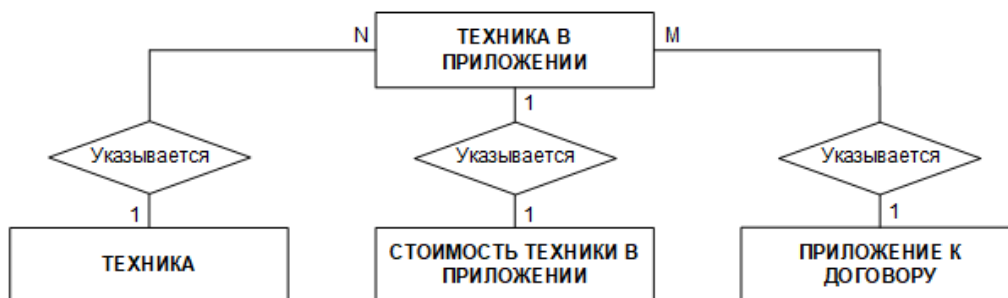 N
ТЕХНИКА В
ПРИЛОЖЕНИИ
M
1
Указывается
Указывается
Указывается
1
1
1
ТЕХНИКА
СТОИМОСТЬ ТЕХНИКИ В
ПРИЛОЖЕНИИ
ПРИЛОЖЕНИЕ К
ДОГОВОРУ